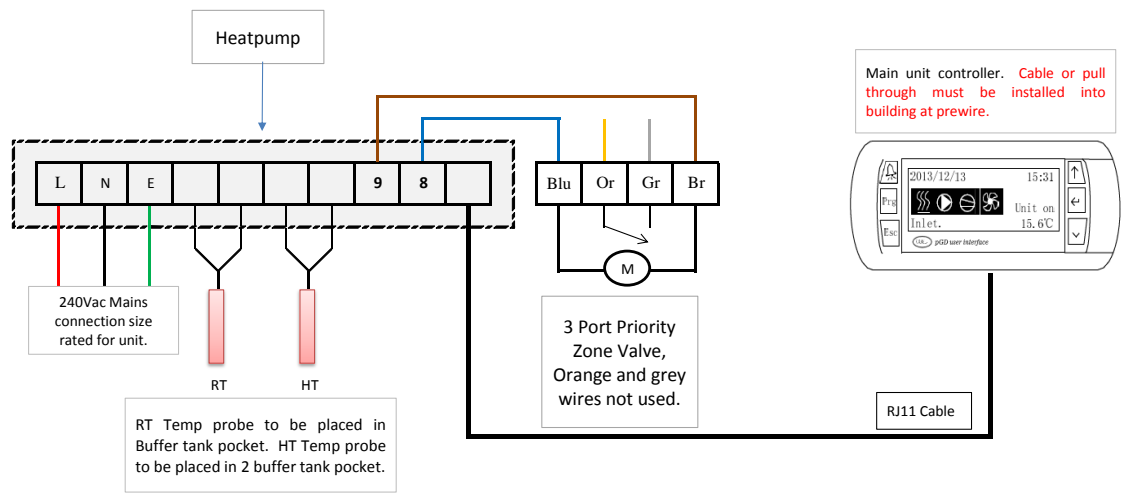 Heatpump
Main unit controller. Cable or pull
through must be installed into
building at prewire.
L N E 9 8
Blu Or Gr Br
2013/12/13 15:31
Prg
Unit on
Esc
Inlet. 15.6℃
pGD user interface
M
240Vac Mains
connection size
rated for unit.
3 Port Priority
Zone Valve,
Orange and grey
wires not used.
RT HT
RJ11 Cable
RT Temp probe to be placed in
Buffer tank pocket. HT Temp probe
to be placed in 2 buffer tank pocket.